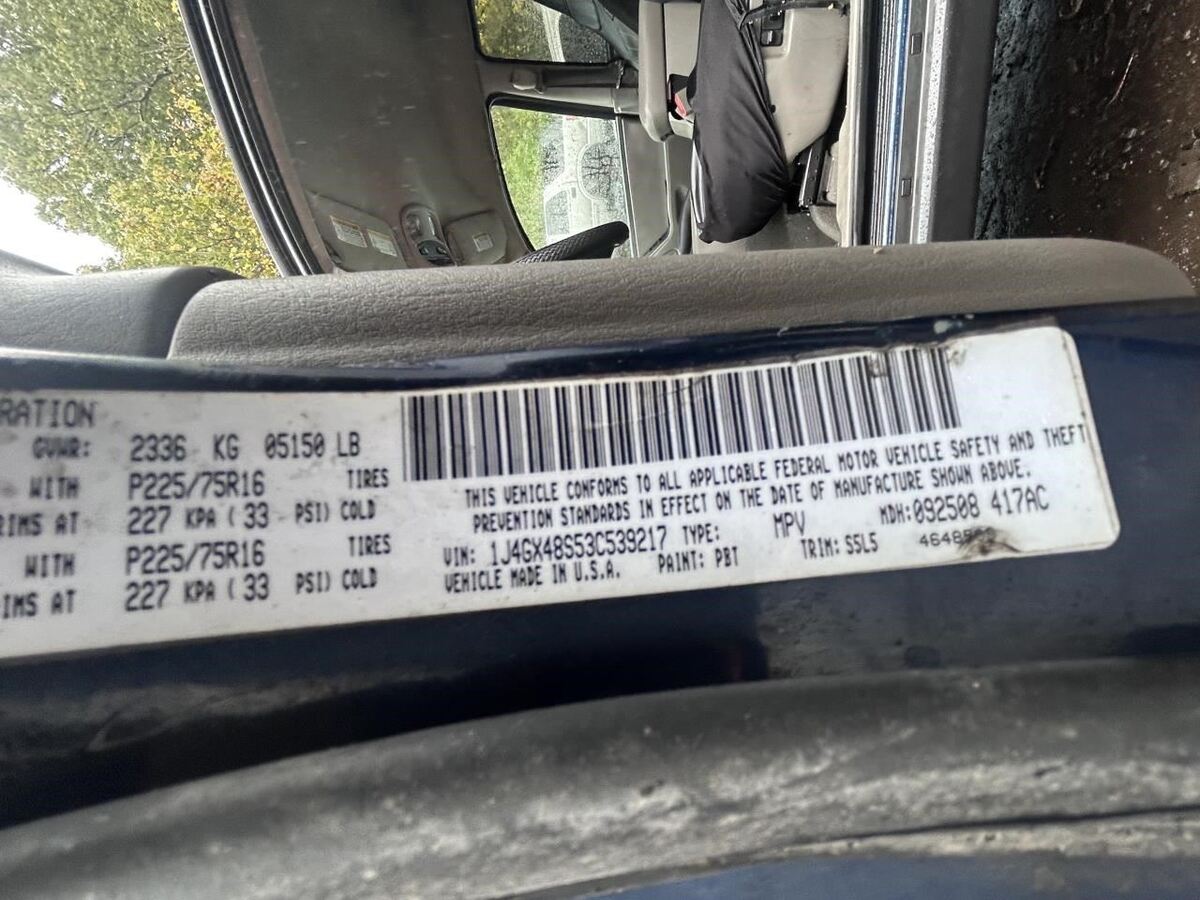 RATION
GVWR: 2336 KG 05150 LB
WITH P225/75R16 TIRES
RIMS AT 227 KPA ( 33 PSI) COLD
WITH P225/75R16 TIRES
IMS AT 227 KPA ( 33 PSI) COLD
THIS VEHICLE CONFORMS TO ALL APPLICABLE FEDERAL MOTOR VEHICLE SAFETY AND THEFT
PREVENTION STANDARDS IN EFFECT ON THE DATE OF MANUFACTURE SHOWN ABOVE.
VIN: 1J4GX48S53C539217 TYPE: MPV MDH:092508 417AC
VEHICLE MADE IN U.S.A. PAINT: PBT TRIM: S5L5